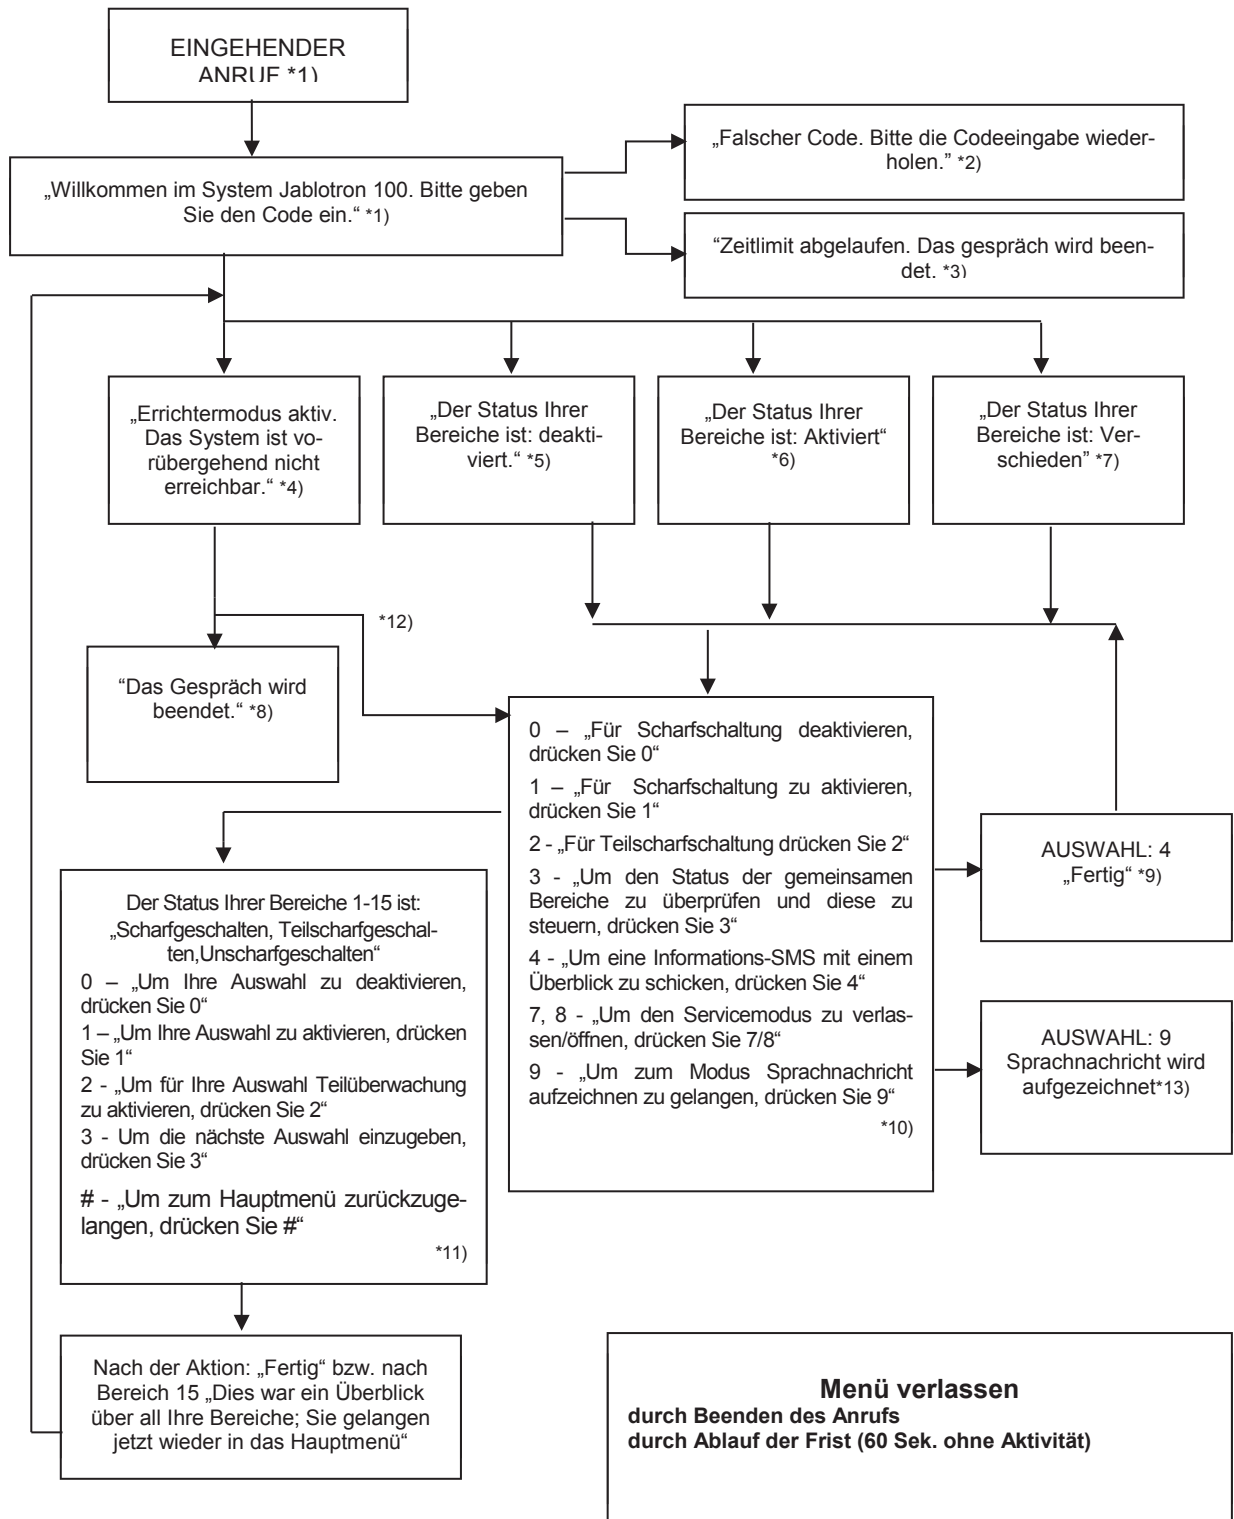 EINGEHENDER
ANRUF *1)
„Falscher Code. Bitte die Codeeingabe wieder-
holen.” *2)
„Willkommen im System Jablotron 100. Bitte geben
Sie den Code ein.“ *1)
“Zeitlimit abgelaufen. Das gespräch wird been-
det. *3)
„Errichtermodus aktiv.
Das System ist vo-
rübergehend nicht
erreichbar.“ *4)
„Der Status Ihrer
Bereiche ist: deakti-
viert.“ *5)
„Der Status Ihrer
Bereiche ist: Aktiviert“
*6)
„Der Status Ihrer
Bereiche ist: Ver-
schieden” *7)
*12)
“Das Gespräch wird
beendet.“ *8)
0 – „Für Scharfschaltung deaktivieren,
drücken Sie 0“
1 – „Für Scharfschaltung zu aktivieren,
drücken Sie 1“
2 - „Für Teilscharfschaltung drücken Sie 2“
3 - „Um den Status der gemeinsamen
Bereiche zu überprüfen und diese zu
steuern, drücken Sie 3“
4 - „Um eine Informations-SMS mit einem
Überblick zu schicken, drücken Sie 4“
7, 8 - „Um den Servicemodus zu verlas-
sen/öffnen, drücken Sie 7/8“
9 - „Um zum Modus Sprachnachricht
aufzeichnen zu gelangen, drücken Sie 9“
*10)
AUSWAHL: 4
„Fertig“ *9)
AUSWAHL: 9
Sprachnachricht wird
aufgezeichnet*13)
Der Status Ihrer Bereiche 1-15 ist:
„Scharfgeschalten, Teilscharfgeschal-
ten,Unscharfgeschalten“
0 – „Um Ihre Auswahl zu deaktivieren,
drücken Sie 0“
1 – „Um Ihre Auswahl zu aktivieren, drücken
Sie 1“
2 - „Um für Ihre Auswahl Teilüberwachung
zu aktivieren, drücken Sie 2“
3 - Um die nächste Auswahl einzugeben,
drücken Sie 3“
# - „Um zum Hauptmenü zurückzuge-
langen, drücken Sie #“
*11)
Nach der Aktion: „Fertig“ bzw. nach
Bereich 15 „Dies war ein Überblick
über all Ihre Bereiche; Sie gelangen
jetzt wieder in das Hauptmenü“
Menü verlassen
durch Beenden des Anrufs
durch Ablauf der Frist (60 Sek. ohne Aktivität)